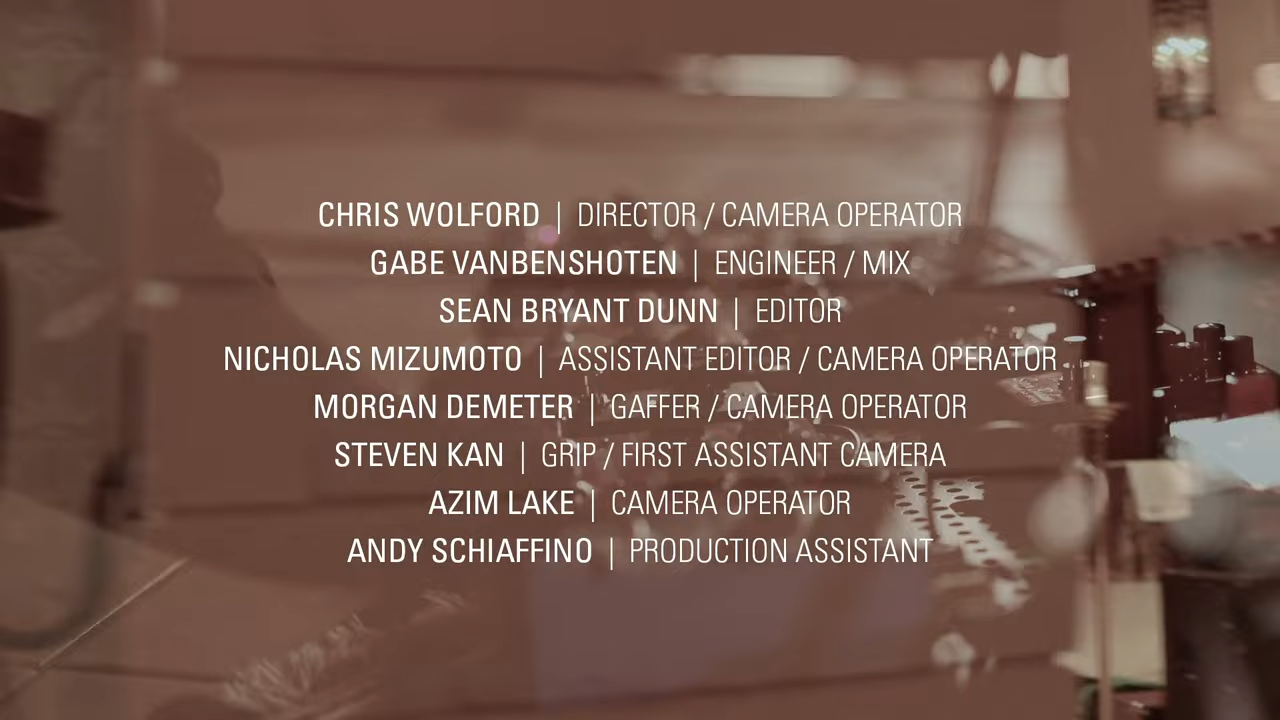 CHRIS WOLFORD | DIRECTOR / CAMERA OPERATOR
GABE VANBENSHOTEN | ENGINEER / MIX
SEAN BRYANT DUNN | EDITOR
NICHOLAS MIZUMOTO | ASSISTANT EDITOR / CAMERA OPERATOR
MORGAN DEMETER | GAFFER / CAMERA OPERATOR
STEVEN KAN | GRIP / FIRST ASSISTANT CAMERA
AZIM LAKE | CAMERA OPERATOR
ANDY SCHIAFFINO | PRODUCTION ASSISTANT